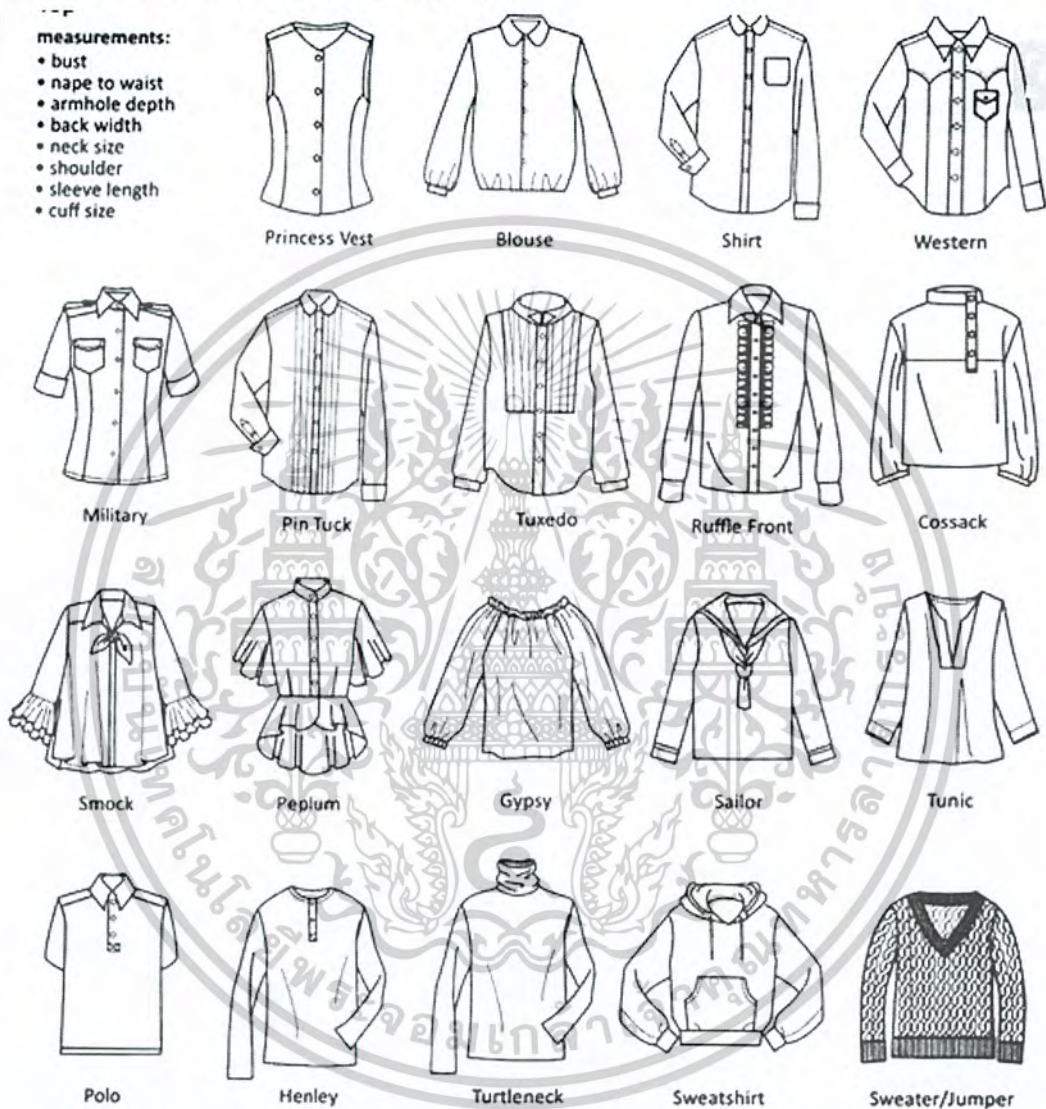 measurements:
• bust
• nape to waist
• armhole depth
• back width
• neck size
• shoulder
• sleeve length
• cuff size
Princess Vest
Blouse
Shirt
Western
Military
Pin Tuck
Tuxedo
Ruffle Front
Cossack
Smock
Peplum
Gypsy
Sailor
Tunic
Polo
Henley
Turtleneck
Sweatshirt
Sweater/Jumper